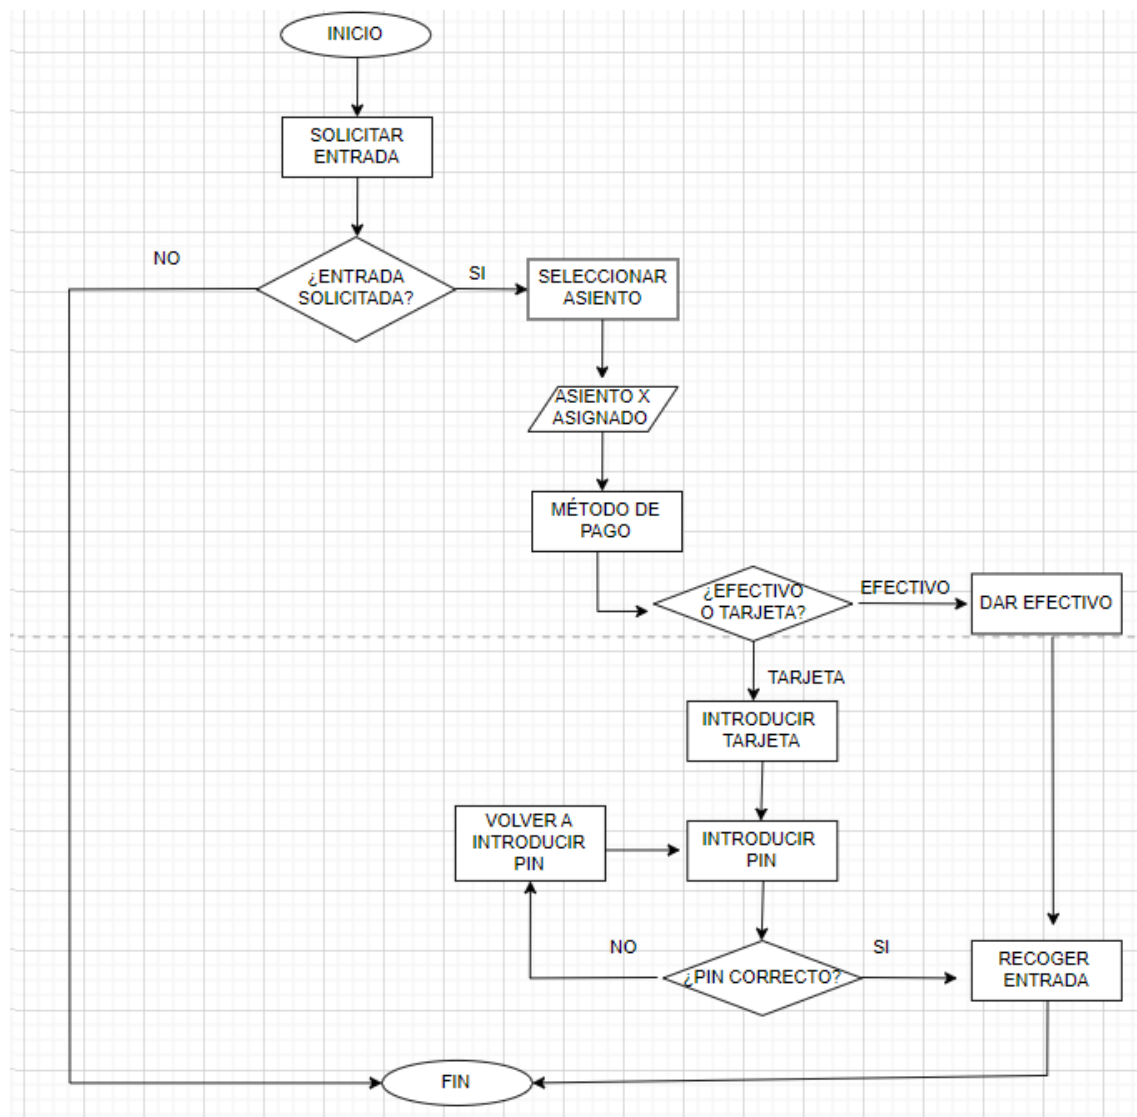 INICIO
SOLICITAR
ENTRADA
NO
¿ENTRADA
SOLICITADA?
SI
SELECCIONAR
ASIENTO
ASIENTO X
ASIGNADO
MÉTODO DE
PAGO
¿EFECTIVO
O TARJETA?
EFECTIVO
DAR EFECTIVO
TARJETA
INTRODUCIR
TARJETA
VOLVER A
INTRODUCIR
PIN
INTRODUCIR
PIN
NO
¿PIN CORRECTO?
SI
RECOGER
ENTRADA
FIN